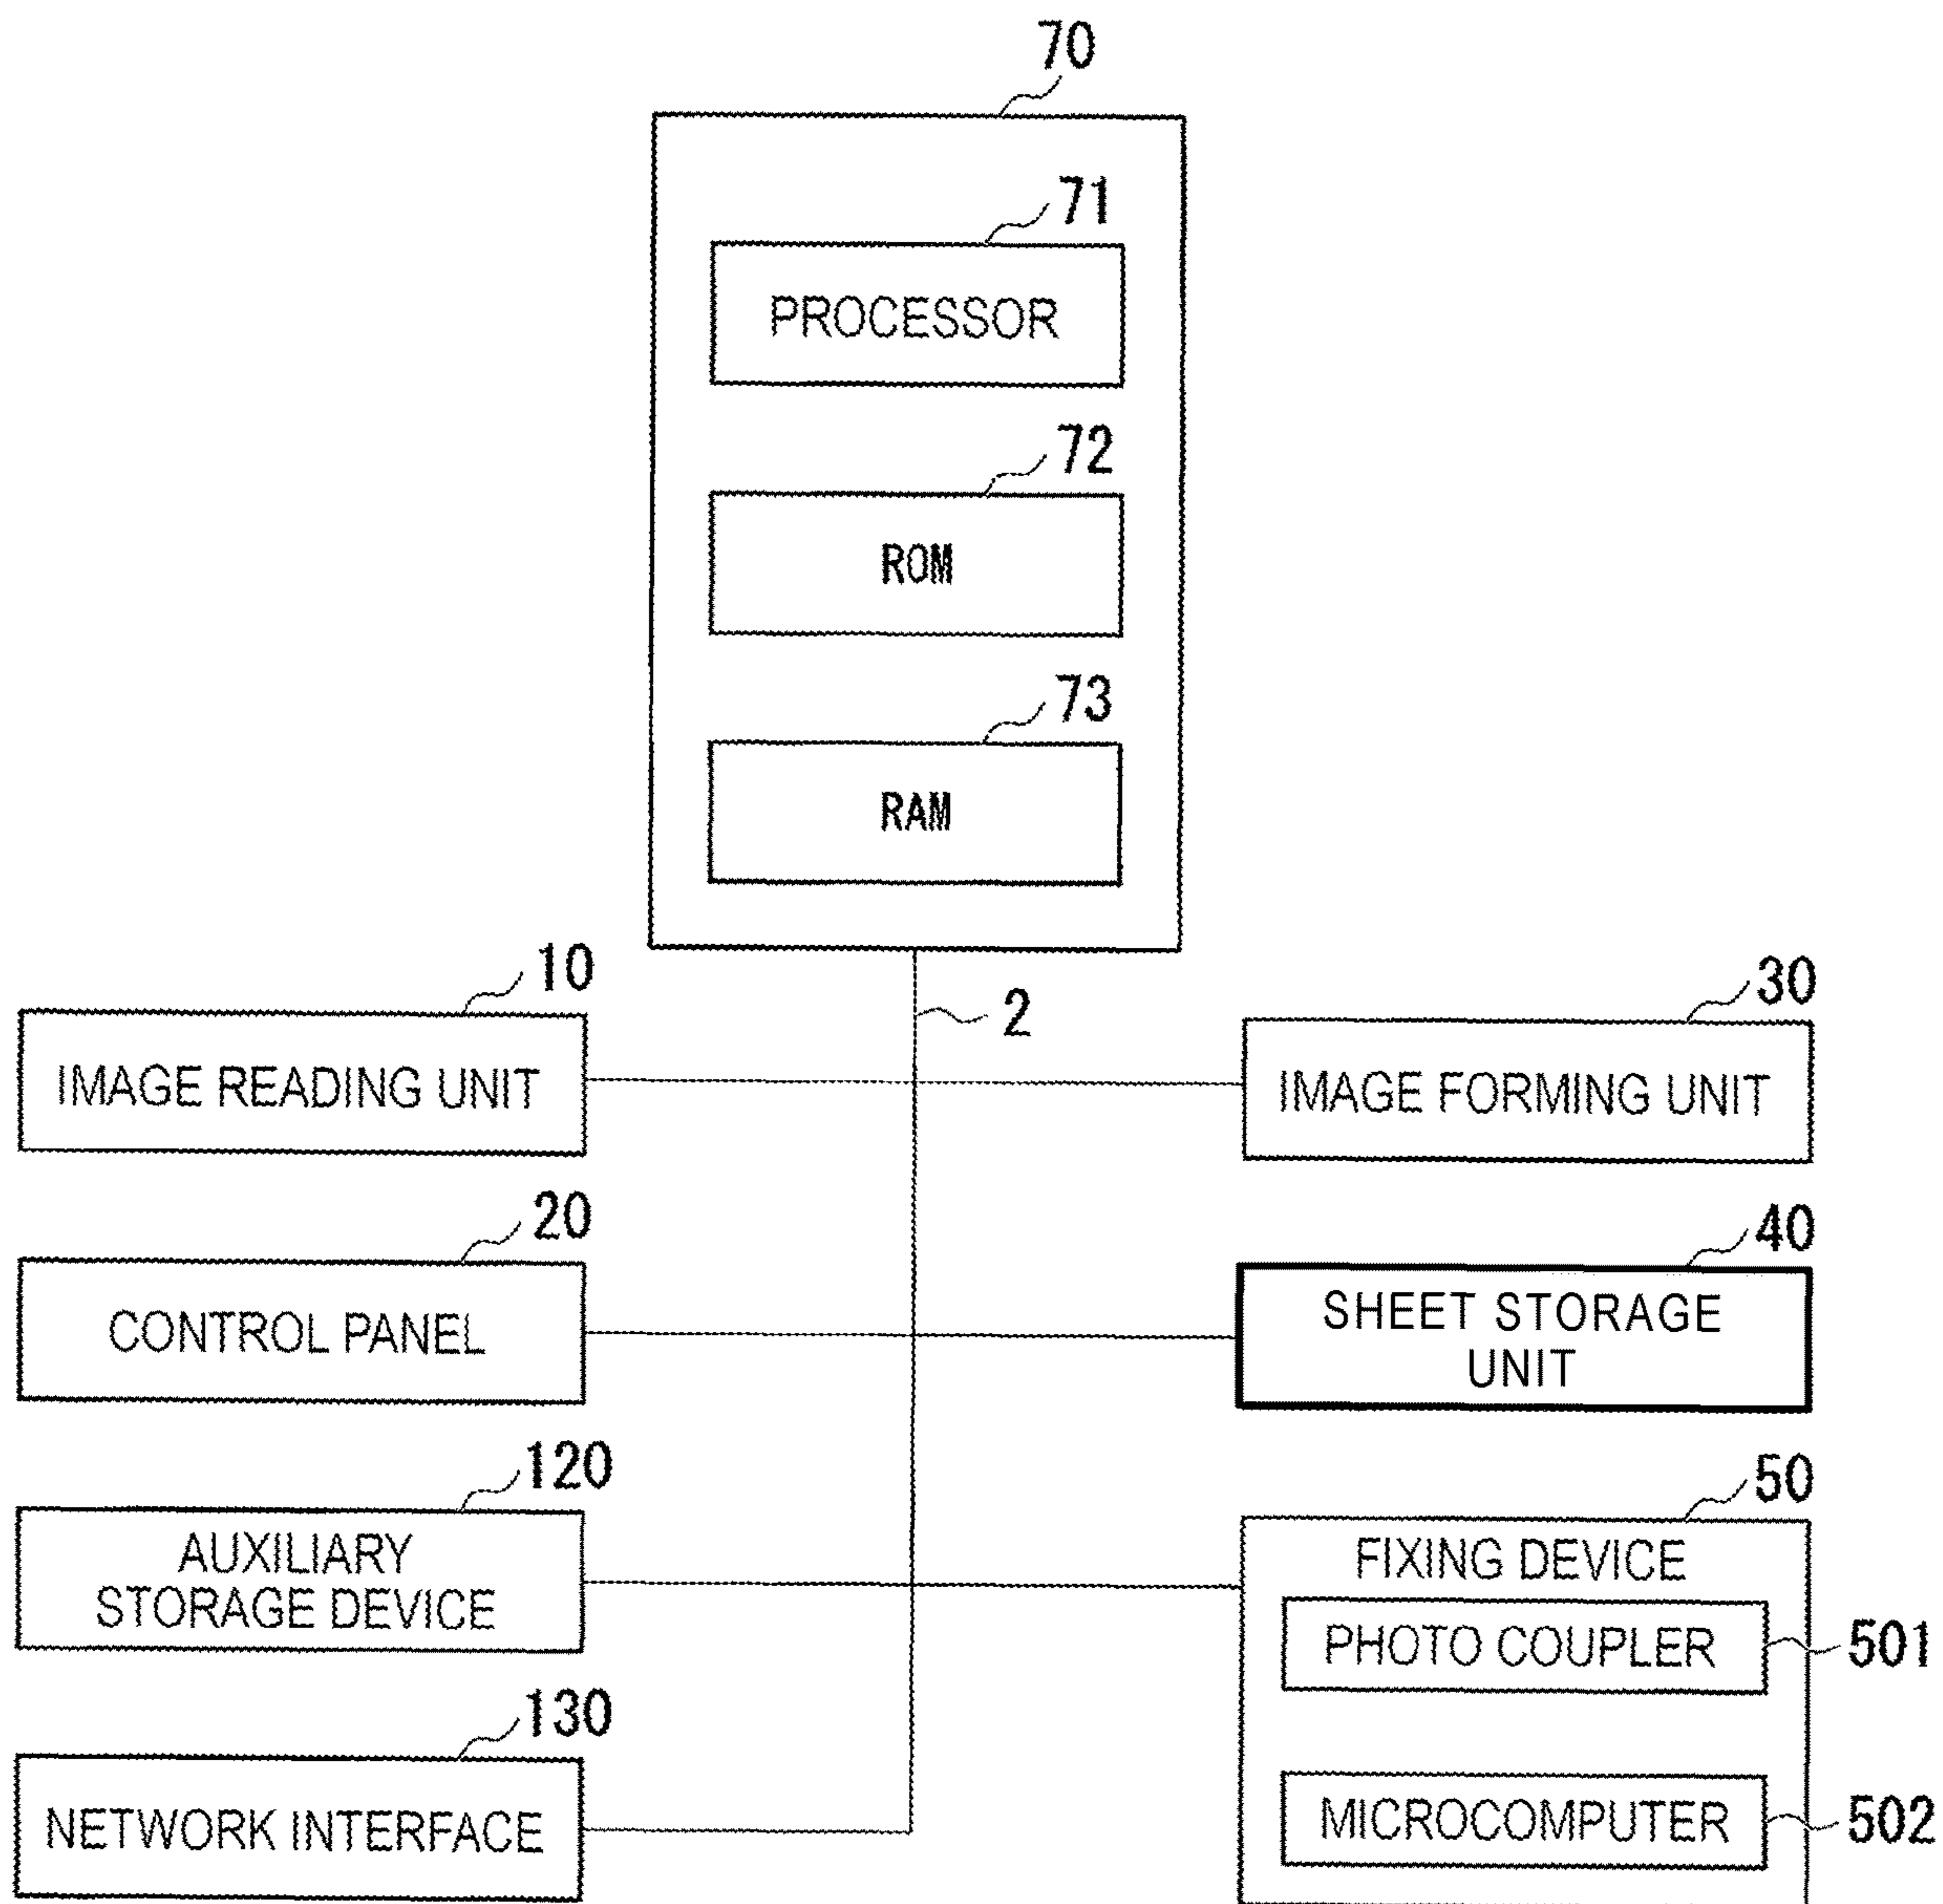 70
71
PROCESSOR
72
ROM
73
RAM
2
10
IMAGE READING UNIT
30
IMAGE FORMING UNIT
20
CONTROL PANEL
40
SHEET STORAGE
UNIT
120
AUXILIARY
STORAGE DEVICE
50
FIXING DEVICE
PHOTO COUPLER
501
130
NETWORK INTERFACE
MICROCOMPUTER
502